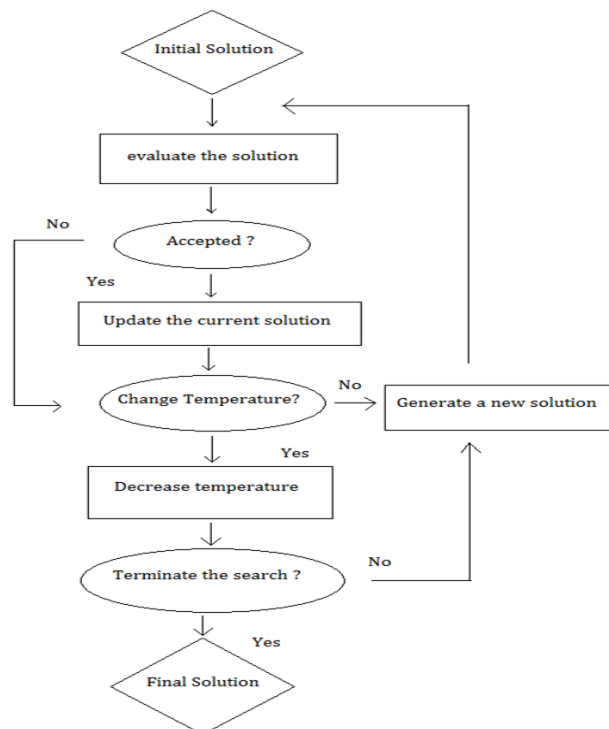 Initial Solution
evaluate the solution
No
Accepted ?
Yes
Update the current solution
No
Change Temperature?
Generate a new solution
Yes
Decrease temperature
No
Terminate the search ?
Yes
Final Solution